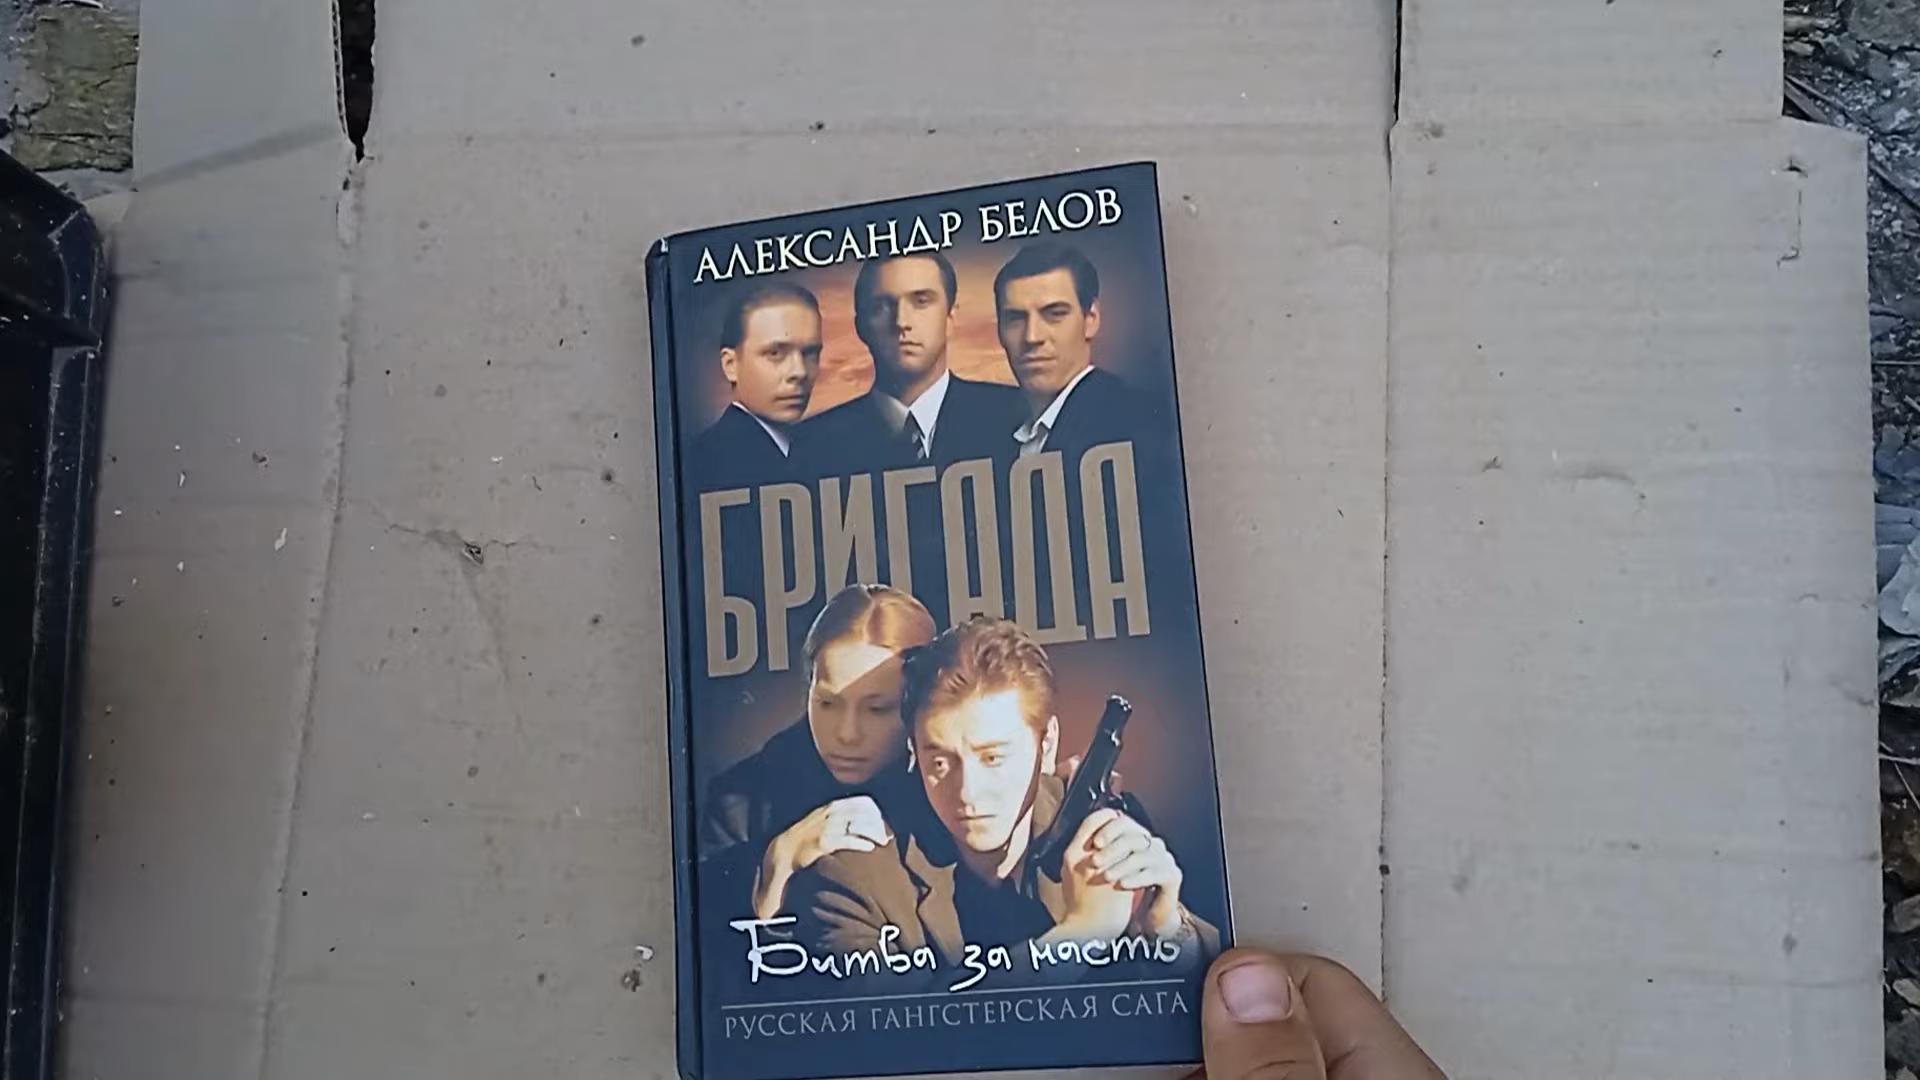 АЛЕКСАНДР БЕЛОВ
БРИГАДА
Битва за масть
РУССКАЯ ГАНГСТЕРСКАЯ САГА